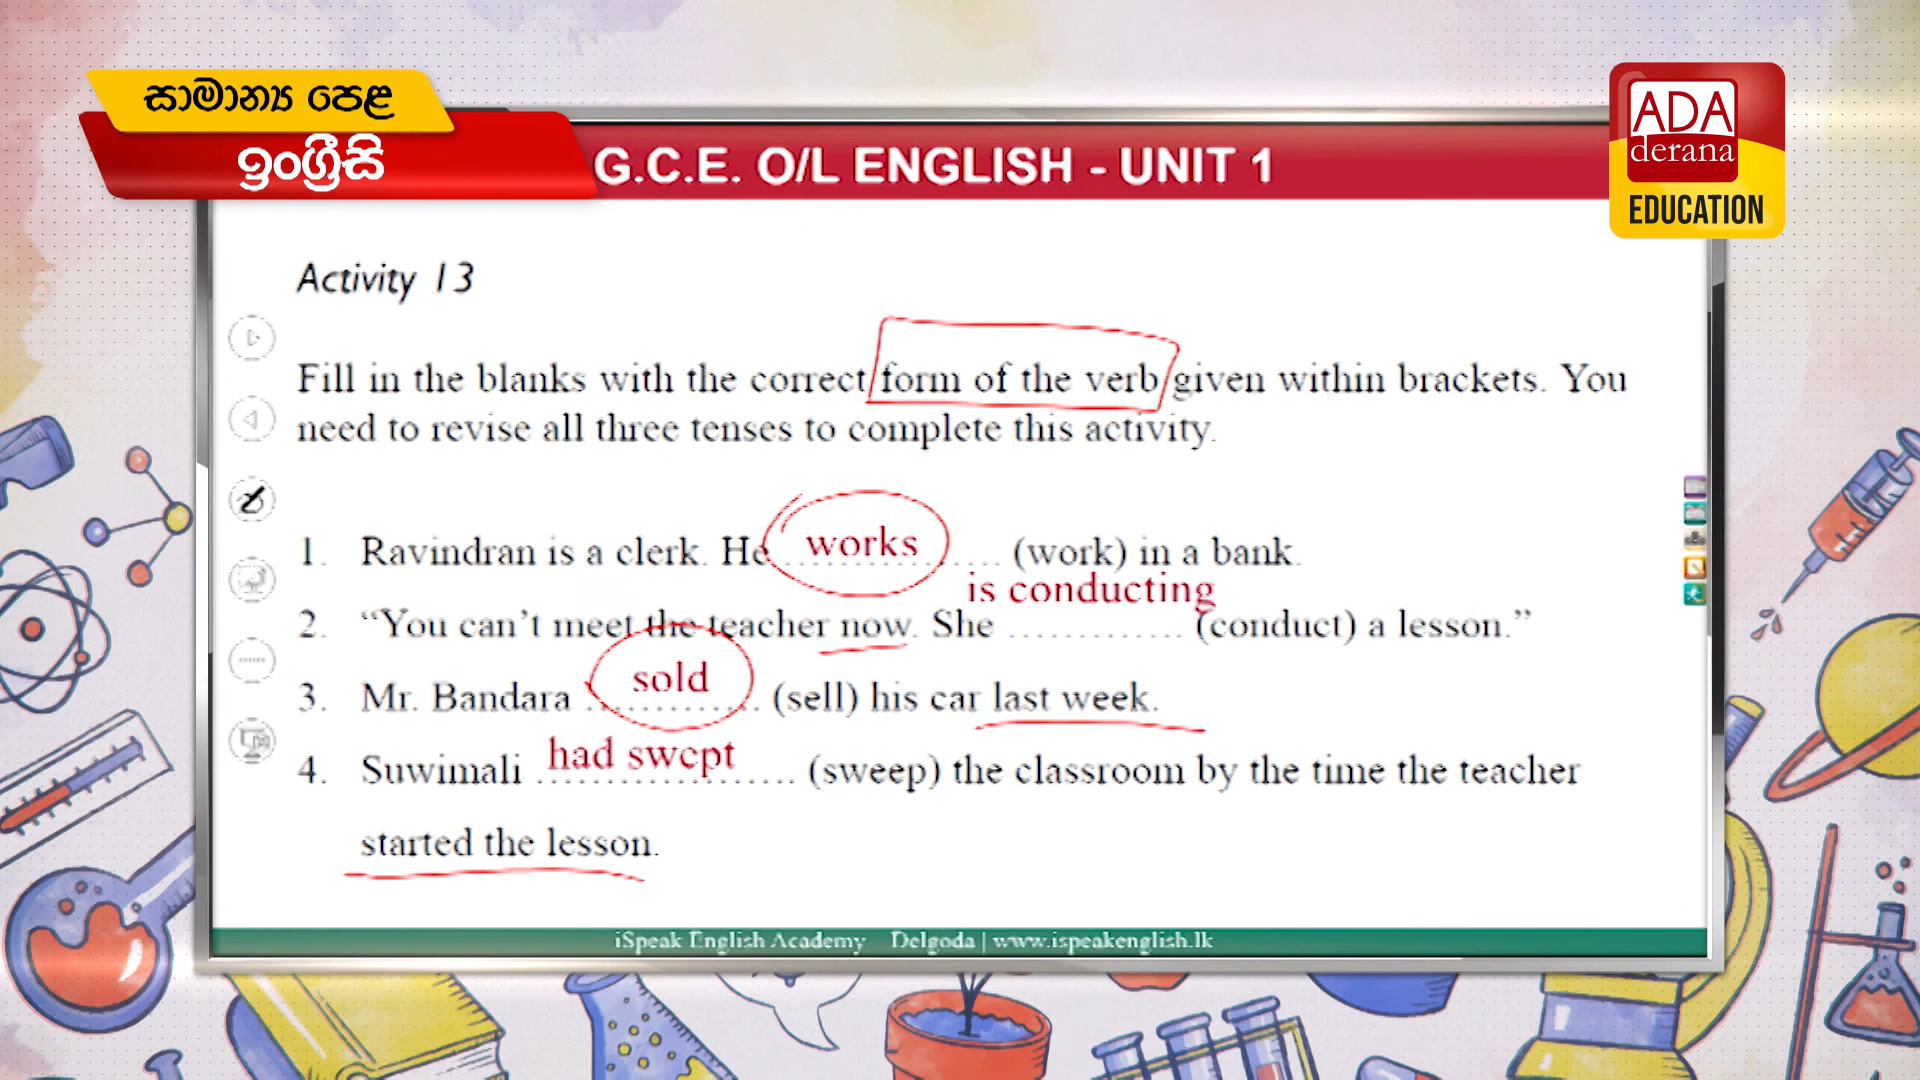 සාමාන්‍ය පෙළ
ඉංග්‍රීසි
G.C.E. O/L ENGLISH - UNIT 1
ADA
derana
EDUCATION
Activity 13
Fill in the blanks with the correct form of the verb given within brackets. You
need to revise all three tenses to complete this activity.
1. Ravindran is a clerk. He works (work) in a bank.
is conducting
2. “You can’t meet the teacher now. She ............. (conduct) a lesson.”
3. Mr. Bandara sold (sell) his car last week.
4. Suwimali had swept (sweep) the classroom by the time the teacher
started the lesson.
iSpeak English Academy Delgoda | www.ispeakenglish.lk